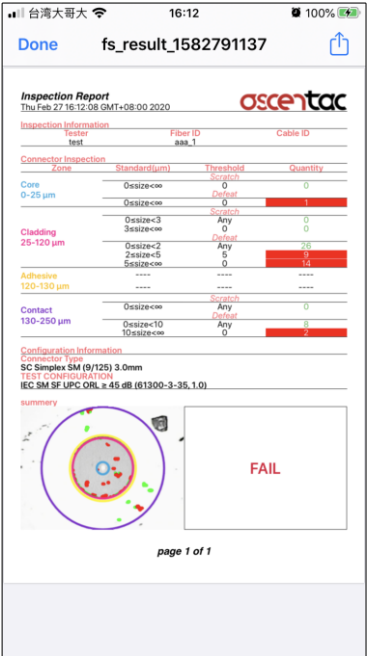 台湾大哥大 16:12 100%
Done fs_result_1582791137
Inspection Report
Thu Feb 27 16:12:08 GMT+08:00 2020
ascentac
Inspection Information
Tester Fiber ID Cable ID
test aaa_1
Connector Inspection
Zone Standard(μm) Threshold Quantity
Scratch
Core 0≤size<∞ 0 0
0-25 μm Defeat
0≤size<∞ 0 1
Scratch
0≤size<3 Any 0
Cladding 3≤size<∞ 0 0
25-120 μm Defeat
0≤size<2 Any 26
2≤size<5 5 9
5≤size<∞ 0 14
Adhesive ---- ---- ----
120-130 μm ---- ---- ----
Scratch
Contact 0≤size<∞ Any 0
130-250 μm Defeat
0≤size<10 Any 8
10≤size<∞ 0 2
Configuration Information
Connector Type
SC Simplex SM (9/125) 3.0mm
TEST CONFIGURATION
IEC SM SF UPC ORL ≥ 45 dB (61300-3-35, 1.0)
summery
FAIL
page 1 of 1